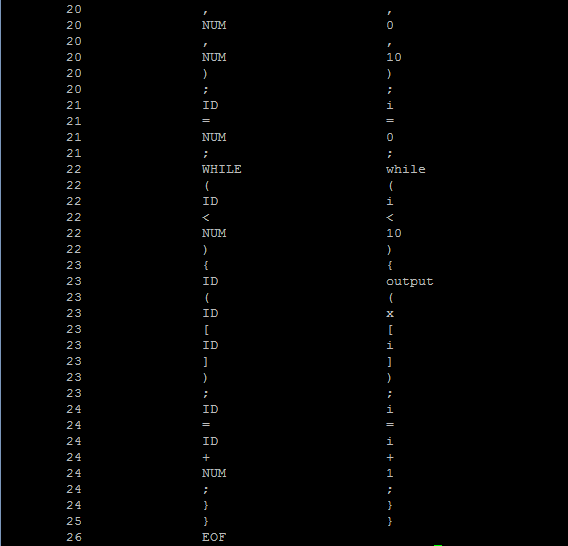 20 , ,
20 NUM 0
20 , ,
20 NUM 10
20 ) )
20 ; ;
21 ID i
21 = =
21 NUM 0
21 ; ;
22 WHILE while
22 ( (
22 ID i
22 < <
22 NUM 10
22 ) )
23 { {
23 ID output
23 ( (
23 ID x
23 [ [
23 ID i
23 ] ]
23 ) )
23 ; ;
24 ID i
24 = =
24 ID i
24 + +
24 NUM 1
24 ; ;
24 } }
25 } }
26 EOF